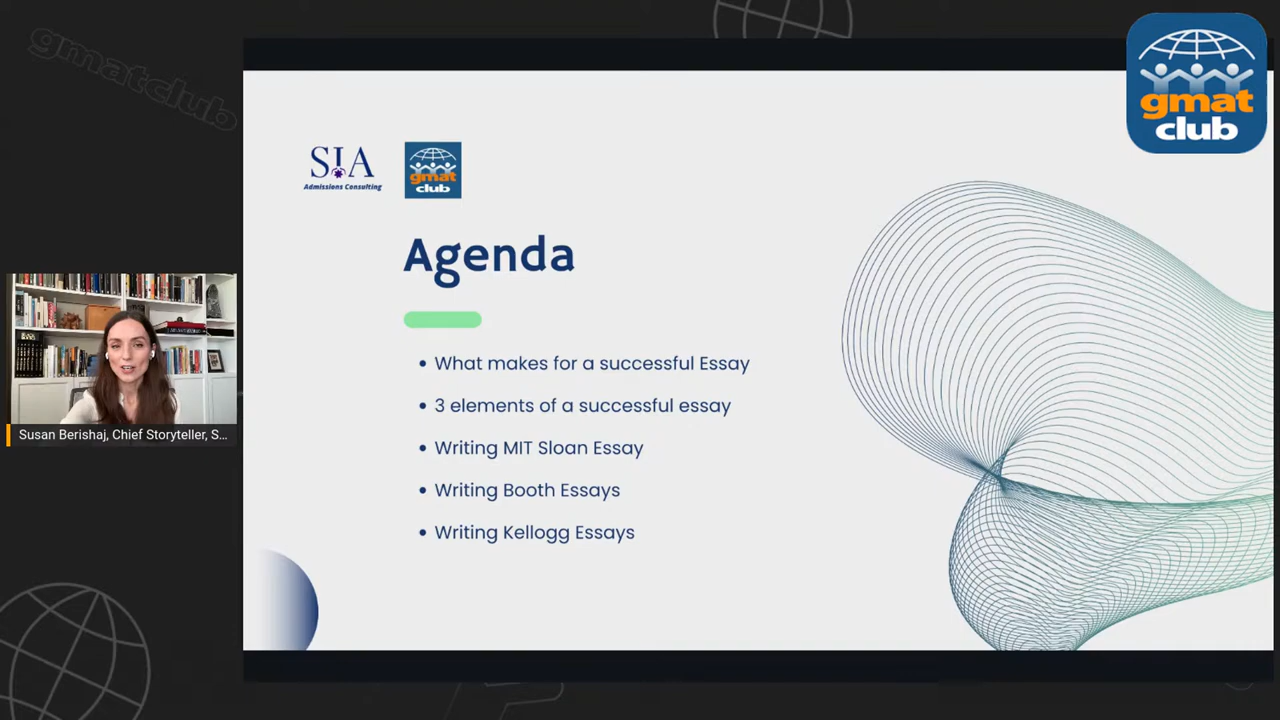 gmatclub
gmat
club
SIA
Admissions Consulting
gmat
club
Agenda
• What makes for a successful Essay
• 3 elements of a successful essay
• Writing MIT Sloan Essay
• Writing Booth Essays
• Writing Kellogg Essays
Susan Berishaj, Chief Storyteller, S...